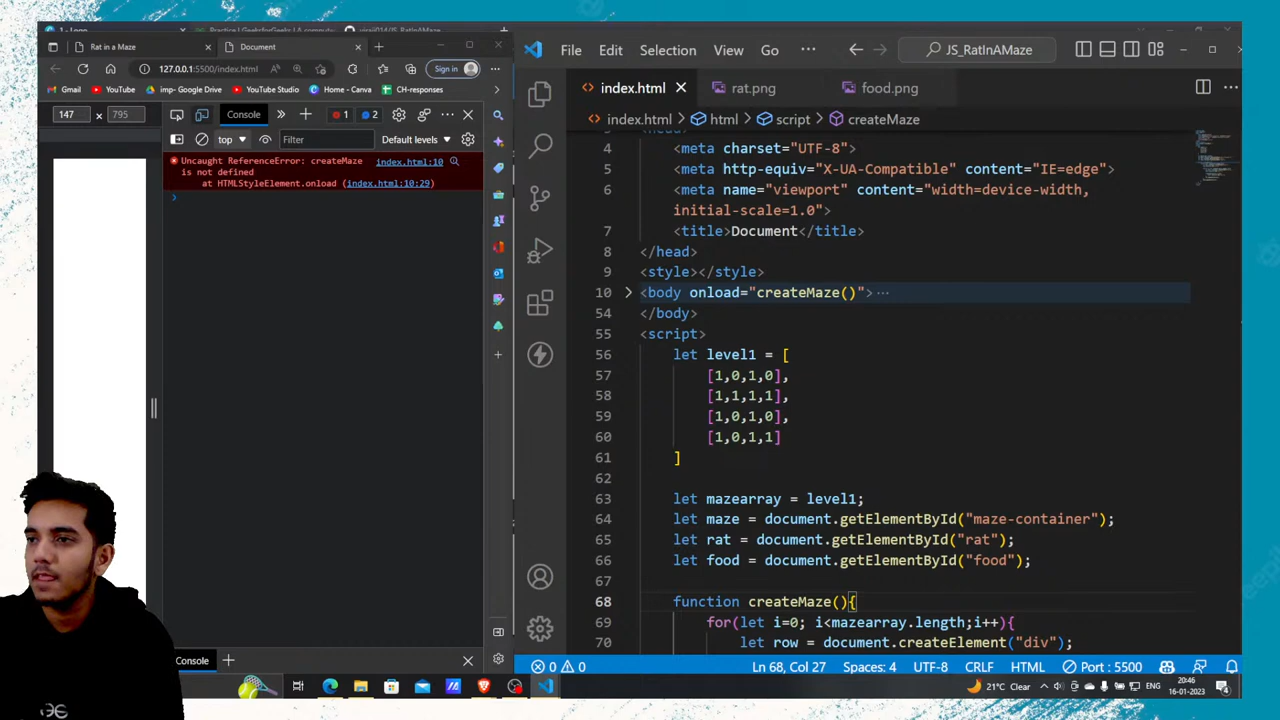 Rat in a Maze
Document
127.0.0.1:5500/index.html
Sign in
Gmail
YouTube
imp- Google Drive
YouTube Studio
Home - Canva
CH-responses
147 × 795
Console
1
2
top
Filter
Default levels
Uncaught ReferenceError: createMaze index.html:10
is not defined
at HTMLStyleElement.onload (index.html:10:29)
Console
File Edit Selection View Go
JS_RatInAMaze
index.html
rat.png
food.png
index.html > html > script > createMaze
4 <meta charset="UTF-8">
5 <meta http-equiv="X-UA-Compatible" content="IE=edge">
6 <meta name="viewport" content="width=device-width,
initial-scale=1.0">
7 <title>Document</title>
8 </head>
9 <style></style>
10 <body onload="createMaze()">
54 </body>
55 <script>
56 let level1 = [
57 [1,0,1,0],
58 [1,1,1,1],
59 [1,0,1,0],
60 [1,0,1,1]
61 ]
62
63 let mazearray = level1;
64 let maze = document.getElementById("maze-container");
65 let rat = document.getElementById("rat");
66 let food = document.getElementById("food");
67
68 function createMaze(){
69 for(let i=0; i<mazearray.length;i++){
70 let row = document.createElement("div");
0 0
Ln 68, Col 27
Spaces: 4
UTF-8
CRLF
HTML
Port : 5500
21°C Clear
ENG
20:46
16-01-2023
4